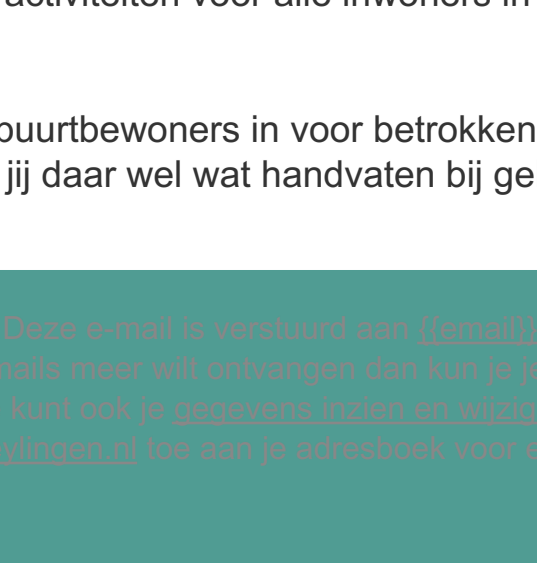 activiteiten voor alle inwoners in
buurtbewoners in voor betrokken
jij daar wel wat handvaten bij ge
Deze e-mail is verstuurd aan {{email}}
mails meer wilt ontvangen dan kun je je
kunt ook je gegevens inzien en wijzig
eylingen.nl toe aan je adresboek voor e